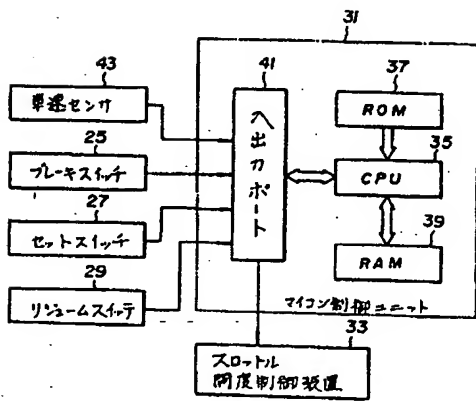 31
43
車速センサ
25
ブレーキスイッチ
27
セットスイッチ
29
リジュームスイッチ
41
入出力ポート
37
ROM
35
CPU
39
RAM
マイコン制御ユニット
33
スロットル
開度制御装置